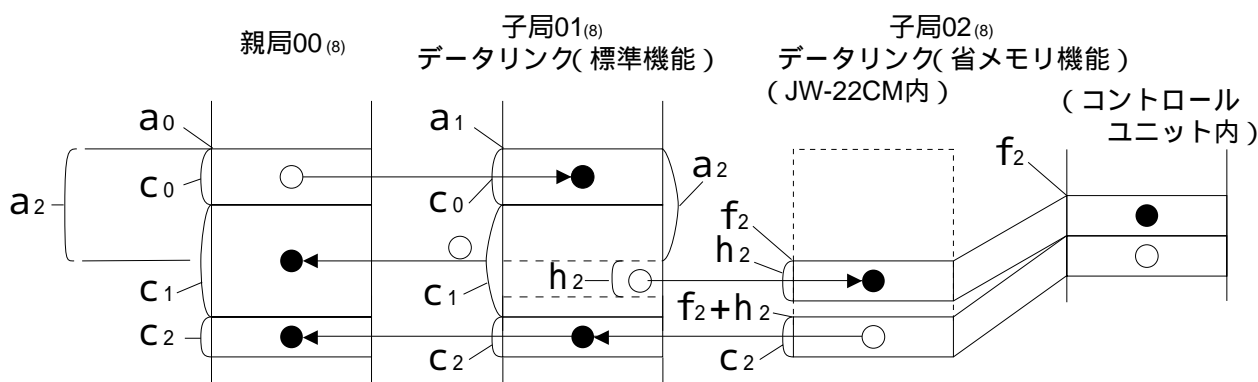 親局00(8)
子局01(8)
データリンク(標準機能)
子局02(8)
データリンク(省メモリ機能)
(JW-22CM内)
(コントロール
ユニット内)
a0
a1
a2
c0
c0
a2
f2
f2
h2
h2
c1
c1
f2+h2
c2
c2
c2